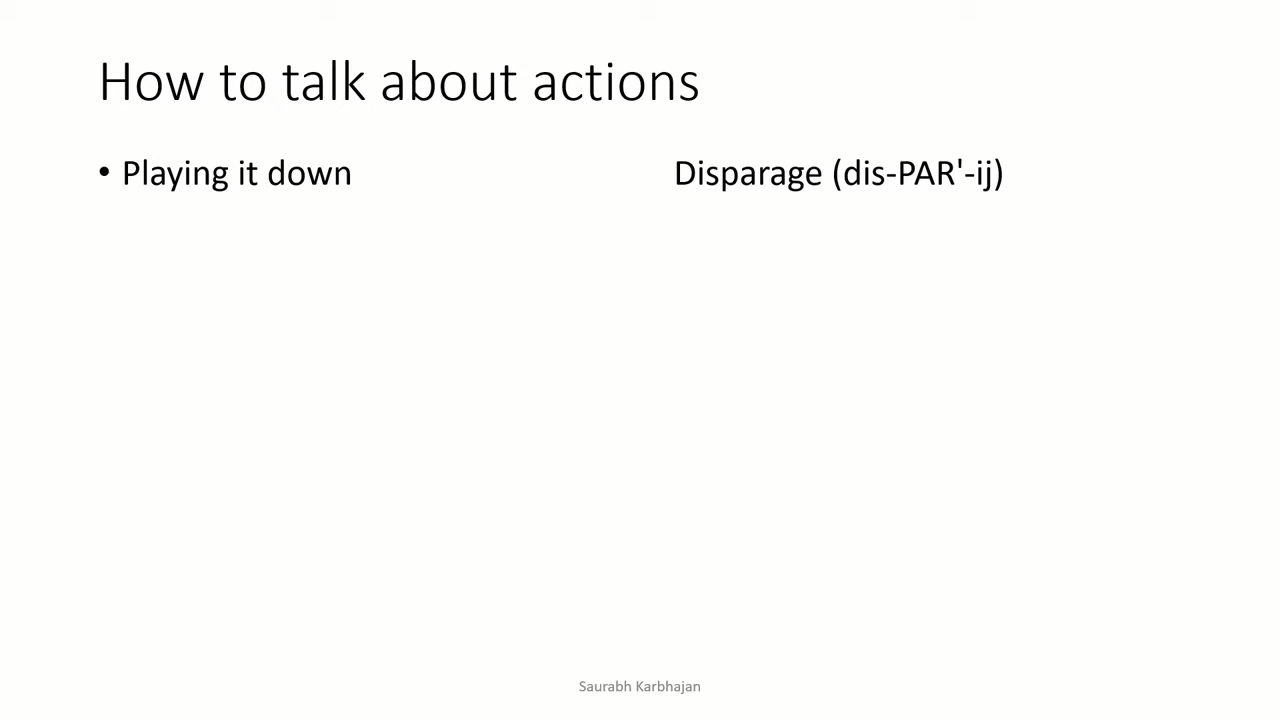 How to talk about actions
• Playing it down Disparage (dis-PAR'-ij)
Saurabh Karbhajan